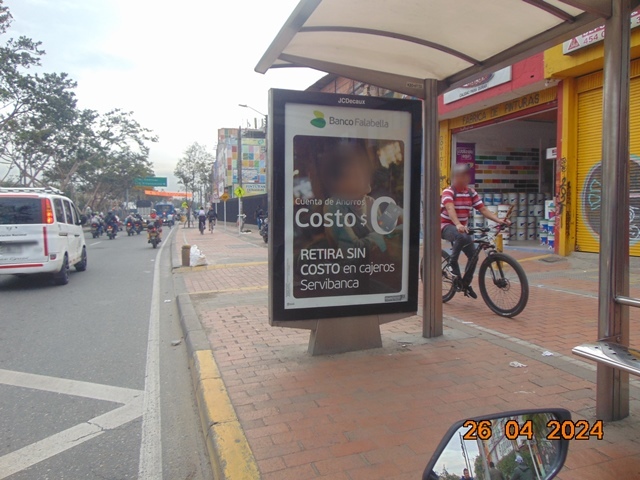 JCDecaux
Banco Falabella
Cuenta de Ahorros
Costo $0
RETIRA SIN
COSTO en cajeros
Servibanca
26 04 2024